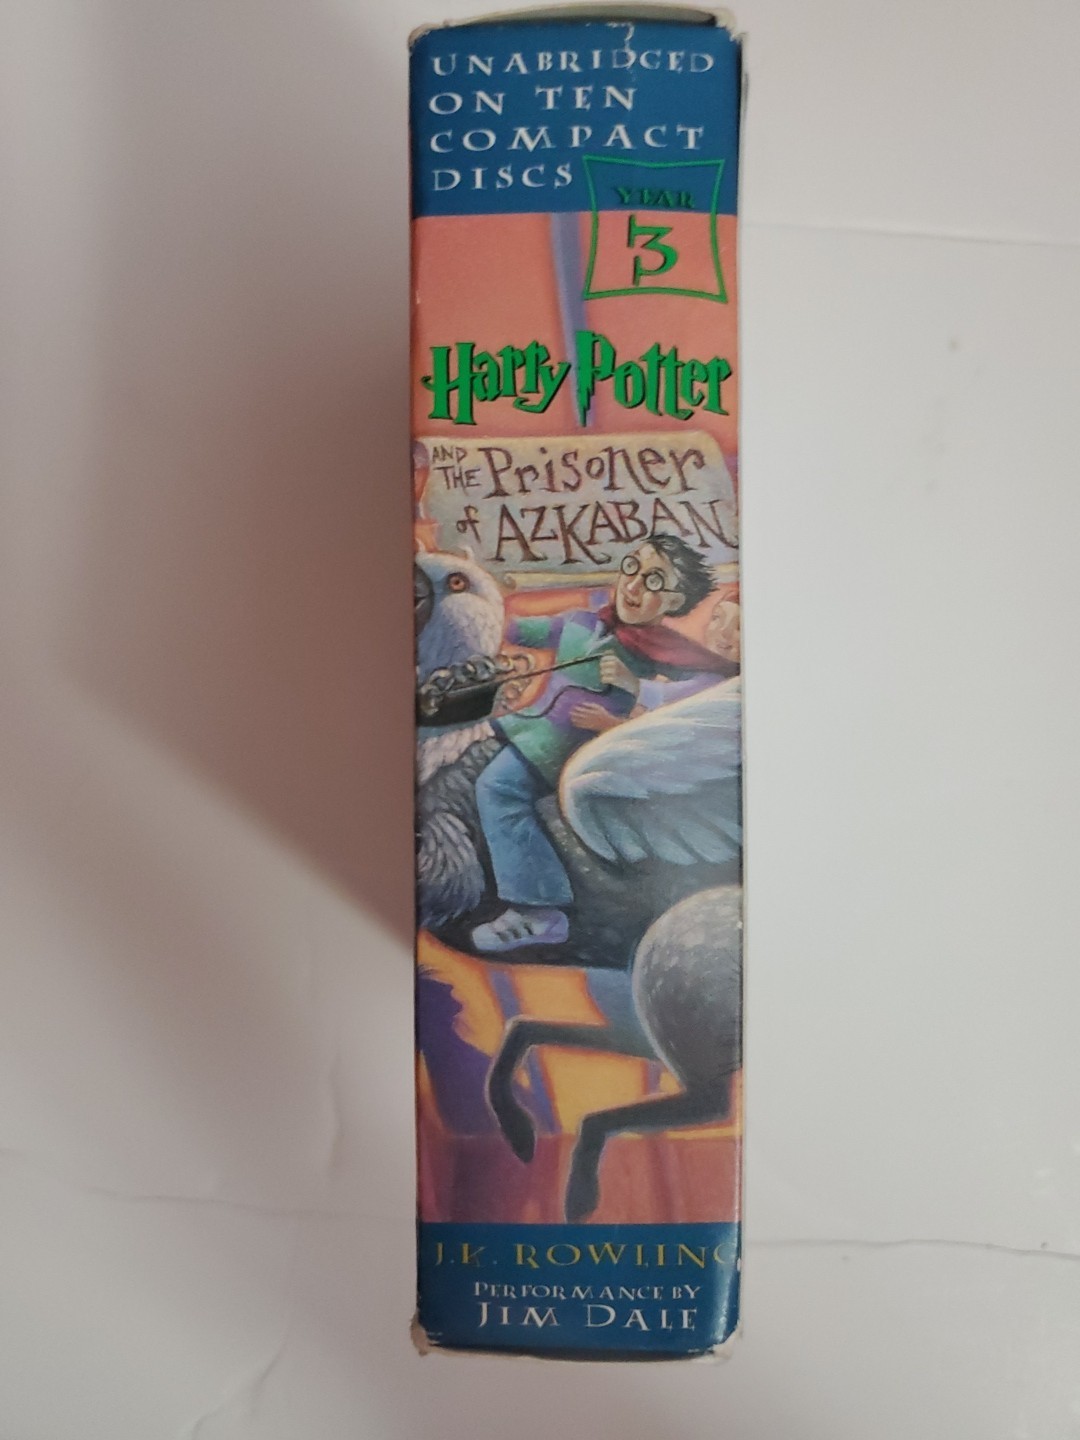 UNABRIDGED
ON TEN
COMPACT
DISCS
YEAR
3
Harry Potter
AND THE Prisoner
of AZKABAN
J.K. ROWLING
PERFORMANCE BY
JIM DALE